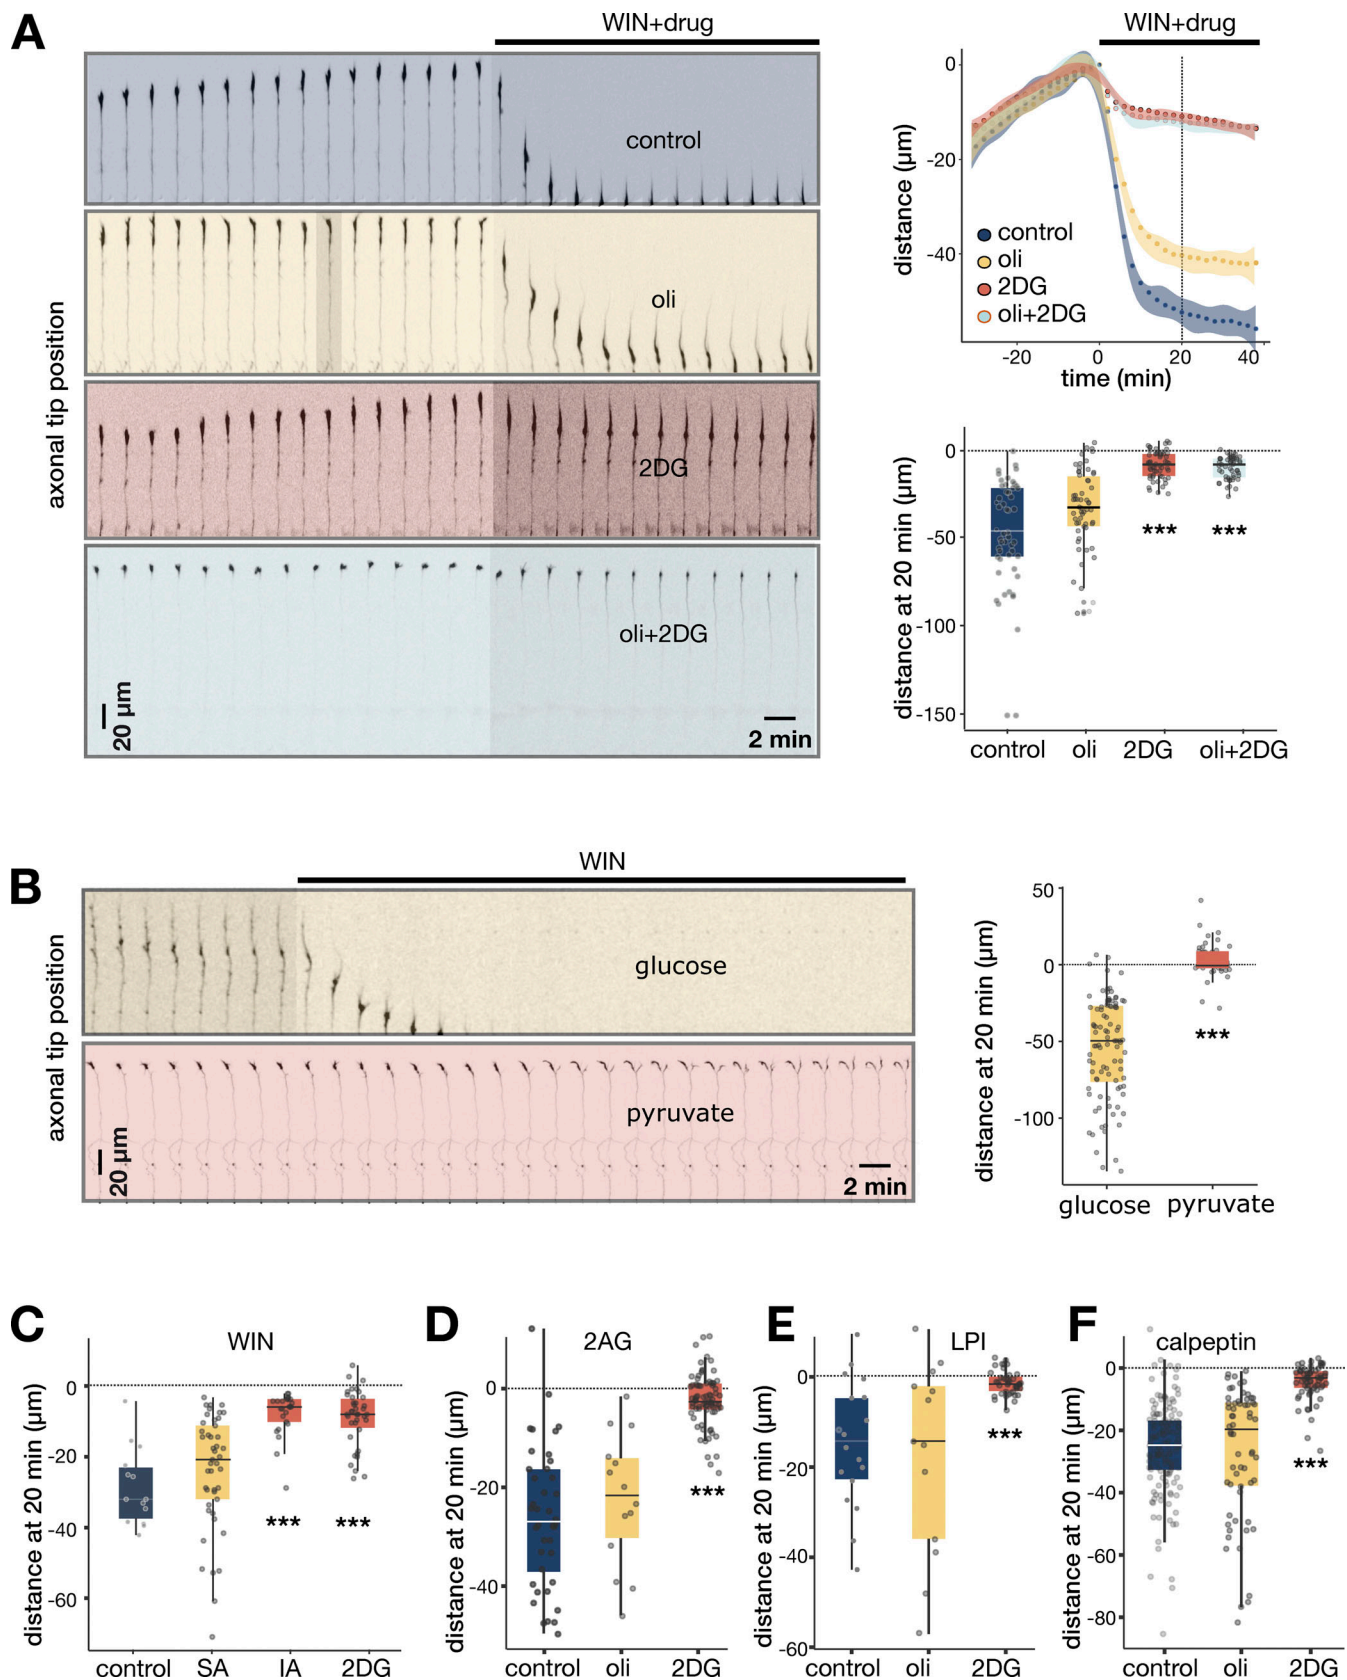 A
WIN+drug
control
oli
2DG
oli+2DG
axonal tip position
20 µm
2 min
WIN+drug
distance (µm)
0
-20
-40
control
oli
2DG
oli+2DG
-20 0 20 40
time (min)
distance at 20 min (µm)
0
-50
-100
-150
control oli 2DG oli+2DG
B
WIN
glucose
pyruvate
axonal tip position
20 µm
2 min
distance at 20 min (µm)
50
0
-50
-100
***
glucose pyruvate
*** ***
C
WIN
distance at 20 min (µm)
0
-20
-40
-60
*** ***
control SA IA 2DG
D
2AG
distance at 20 min (µm)
0
-20
-40
***
control oli 2DG
E
LPI
distance at 20 min (µm)
0
-20
-40
-60
***
control oli 2DG
F
calpeptin
distance at 20 min (µm)
0
-20
-40
-60
-80
***
control oli 2DG